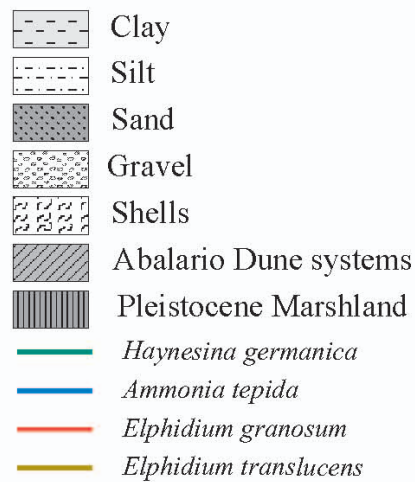 Clay
Silt
Sand
Gravel
Shells
Abalario Dune systems
Pleistocene Marshland
Haynesina germanica
Ammonia tepida
Elphidium granosum
Elphidium translucens